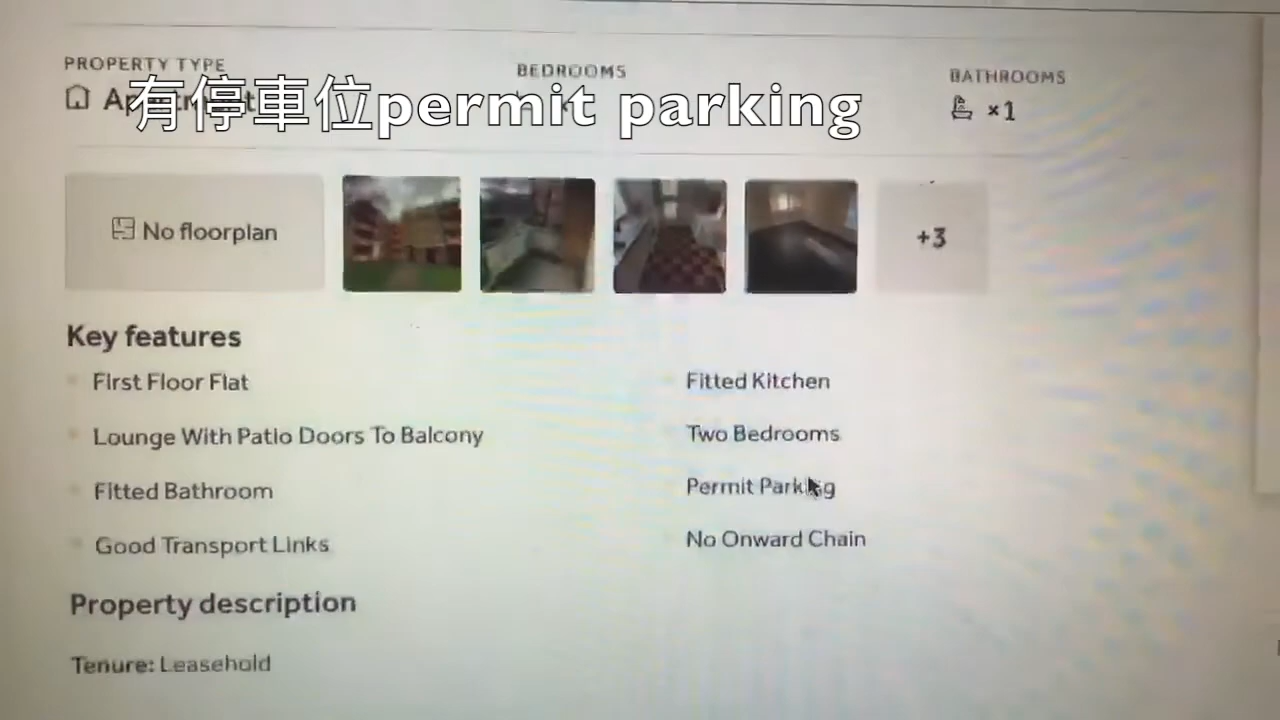 PROPERTY TYPE
BEDROOMS
BATHROOMS
有停車位permit parking
×1
No floorplan
+3
Key features
First Floor Flat
Fitted Kitchen
Lounge With Patio Doors To Balcony
Two Bedrooms
Fitted Bathroom
Permit Parking
Good Transport Links
No Onward Chain
Property description
Tenure: Leasehold